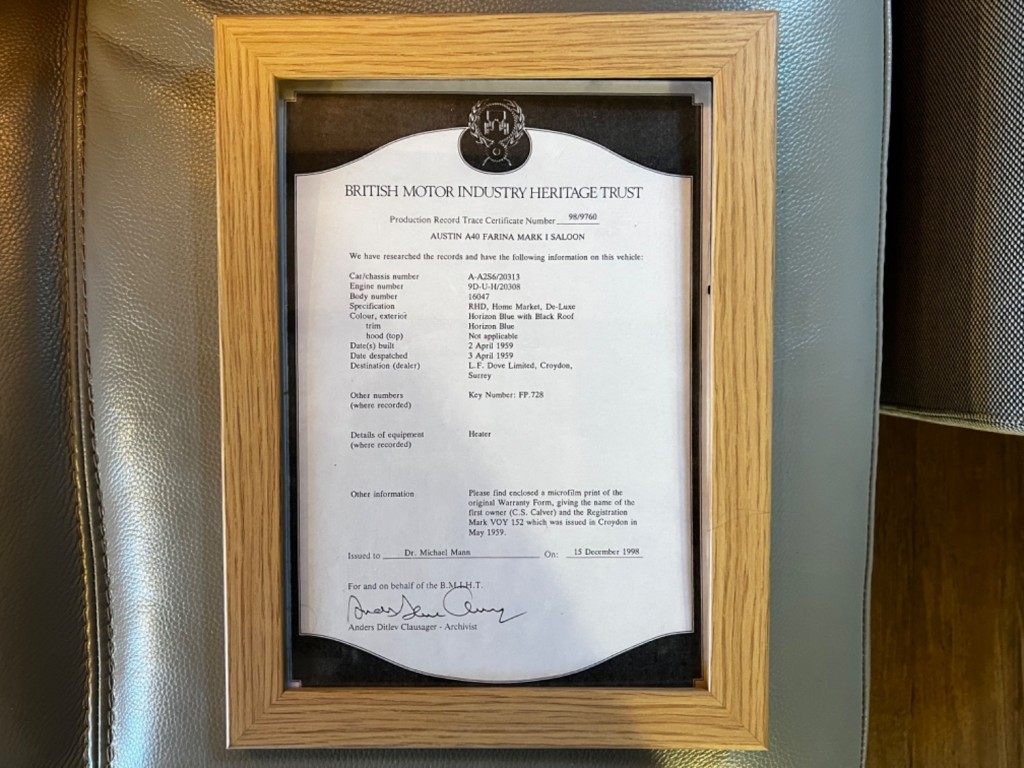 BRITISH MOTOR INDUSTRY HERITAGE TRUST
Production Record Trace Certificate Number 98/9760
AUSTIN A40 FARINA MARK I SALOON
We have researched the records and have the following information on this vehicle:
Car/chassis number A-A2S6/20313
Engine number 9D-U-H/20308
Body number 16047
Specification RHD, Home Market, De-Luxe
Colour, exterior Horizon Blue with Black Roof
trim Horizon Blue
hood (top) Not applicable
Date(s) built 2 April 1959
Date despatched 3 April 1959
Destination (dealer) L.F. Dove Limited, Croydon,
Surrey
Other numbers Key Number: FP.728
(where recorded)
Details of equipment Heater
(where recorded)
Other information Please find enclosed a microfilm print of the
original Warranty Form, giving the name of the
first owner (C.S. Calver) and the Registration
Mark VOY 152 which was issued in Croydon in
May 1959.
Issued to Dr. Michael Mann On: 15 December 1998
For and on behalf of the B.M.I.H.T.
Anders Ditlev Clausager
Anders Ditlev Clausager - Archivist